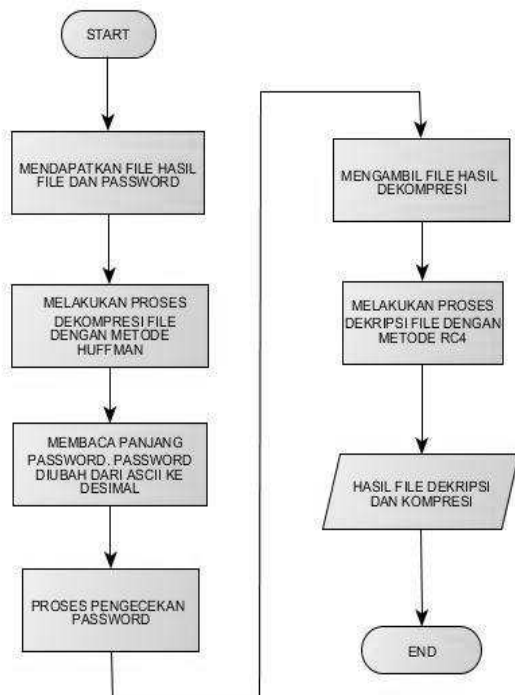 START
MENDAPATKAN FILE HASIL
FILE DAN PASSWORD
MELAKUKAN PROSES
DEKOMPRESI FILE
DENGAN METODE
HUFFMAN
MEMBACA PANJANG
PASSWORD. PASSWORD
DIUBAH DARI ASCII KE
DESIMAL
PROSES PENGECEKAN
PASSWORD
MENGAMBIL FILE HASIL
DEKOMPRESI
MELAKUKAN PROSES
DEKRIPSI FILE DENGAN
METODE RC4
HASIL FILE DEKRIPSI
DAN KOMPRESI
END